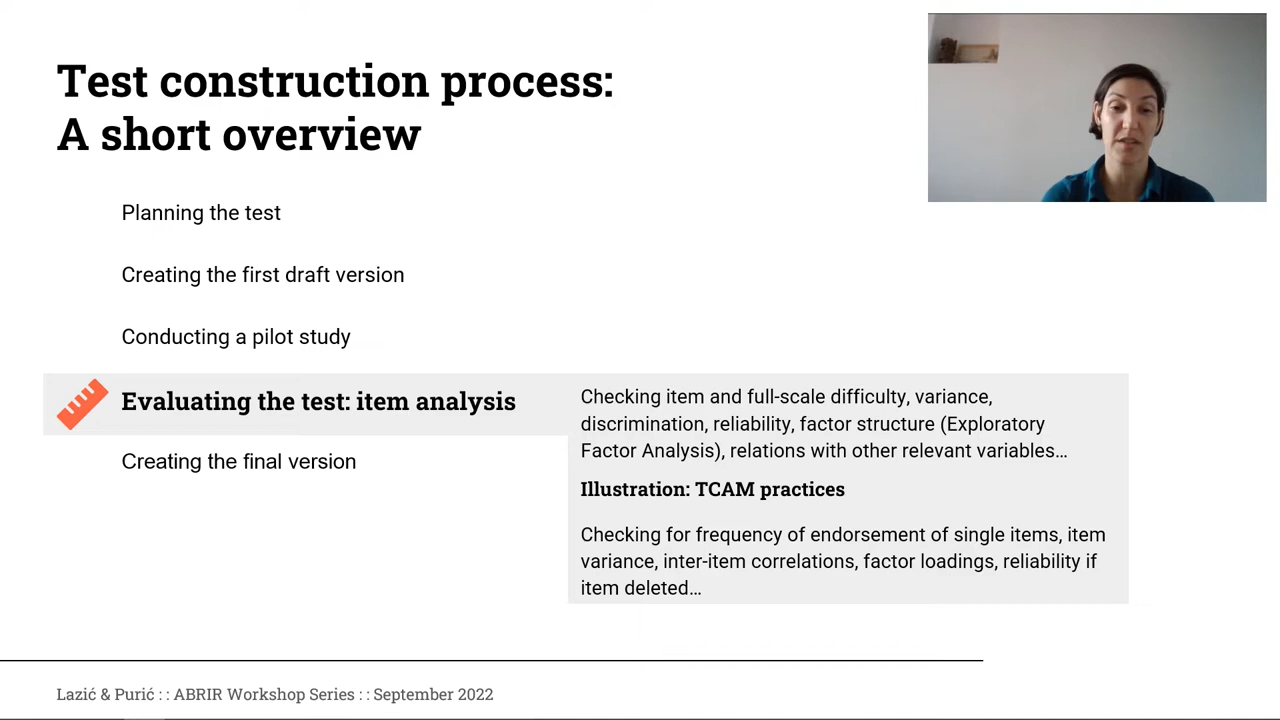 Test construction process:
A short overview
Planning the test
Creating the first draft version
Conducting a pilot study
Evaluating the test: item analysis
Checking item and full-scale difficulty, variance,
discrimination, reliability, factor structure (Exploratory
Factor Analysis), relations with other relevant variables…
Illustration: TCAM practices
Checking for frequency of endorsement of single items, item
variance, inter-item correlations, factor loadings, reliability if
item deleted…
Creating the final version
Lazić & Purić : : ABRIR Workshop Series : : September 2022